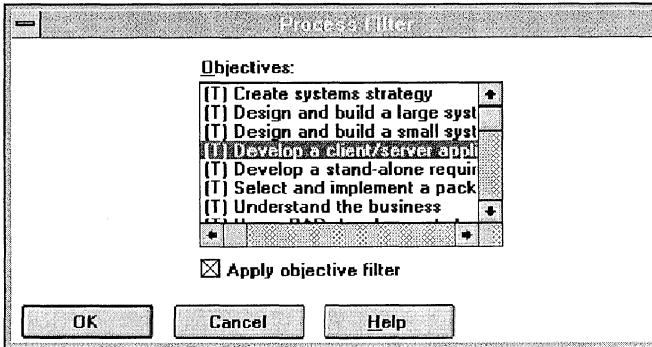 Process Filter
Objectives:
(T) Create systems strategy
(T) Design and build a large syst
(T) Design and build a small syst
(T) Develop a client/server appli
(T) Develop a stand-alone requir
(T) Select and implement a pack
(T) Understand the business
Apply objective filter
OK Cancel Help